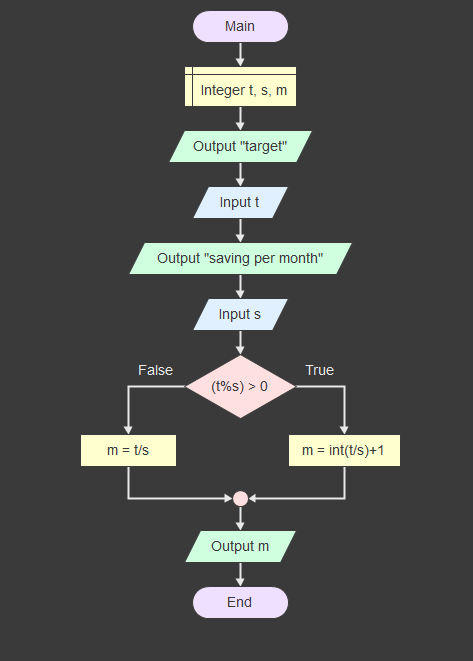 Main
Integer t, s, m
Output "target"
Input t
Output "saving per month"
Input s
False
True
(t%s) > 0
m = t/s
m = int(t/s)+1
Output m
End